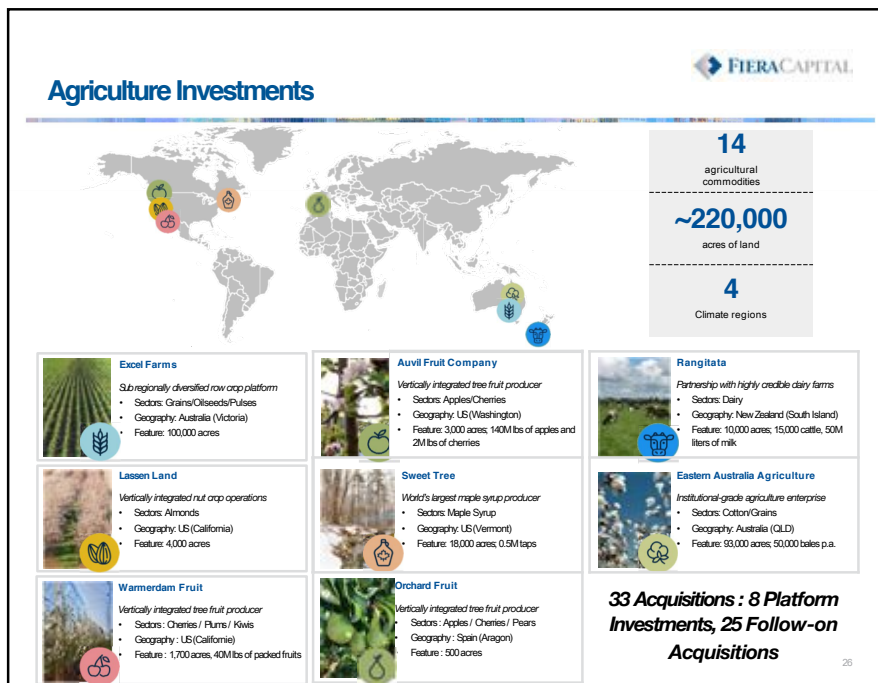 FIERACAPITAL
Agriculture Investments
14
agricultural
commodities
~220,000
acres of land
4
Climate regions
Excel Farms
Sub regionally diversified row crop platform
• Sectors: Grains/Oilseeds/Pulses
• Geography: Australia (Victoria)
• Feature: 100,000 acres
Auvil Fruit Company
Vertically integrated tree fruit producer
• Sectors: Apples/Cherries
• Geography: US (Washington)
• Feature: 3,000 acres; 140M lbs of apples and
2M lbs of cherries
Rangitata
Partnership with highly credible dairy farms
• Sectors: Dairy
• Geography: New Zealand (South Island)
• Feature: 10,000 acres; 15,000 cattle, 50M
liters of milk
Lassen Land
Vertically integrated nut crop operations
• Sectors: Almonds
• Geography: US (California)
• Feature: 4,000 acres
Sweet Tree
World's largest maple syrup producer
• Sectors: Maple Syrup
• Geography: US (Vermont)
• Feature: 18,000 acres; 0.5M taps
Eastern Australia Agriculture
Institutional-grade agriculture enterprise
• Sectors: Cotton/Grains
• Geography: Australia (QLD)
• Feature: 93,000 acres; 50,000 bales p.a.
Warmerdam Fruit
Vertically integrated tree fruit producer
• Sectors : Cherries / Plums / Kiwis
• Geography : US (Californie)
• Feature : 1,700 acres, 40M lbs of packed fruits
Orchard Fruit
Vertically integrated tree fruit producer
• Sectors : Apples / Cherries / Pears
• Geography : Spain (Aragon)
• Feature : 500 acres
33 Acquisitions : 8 Platform
Investments, 25 Follow-on
Acquisitions
26